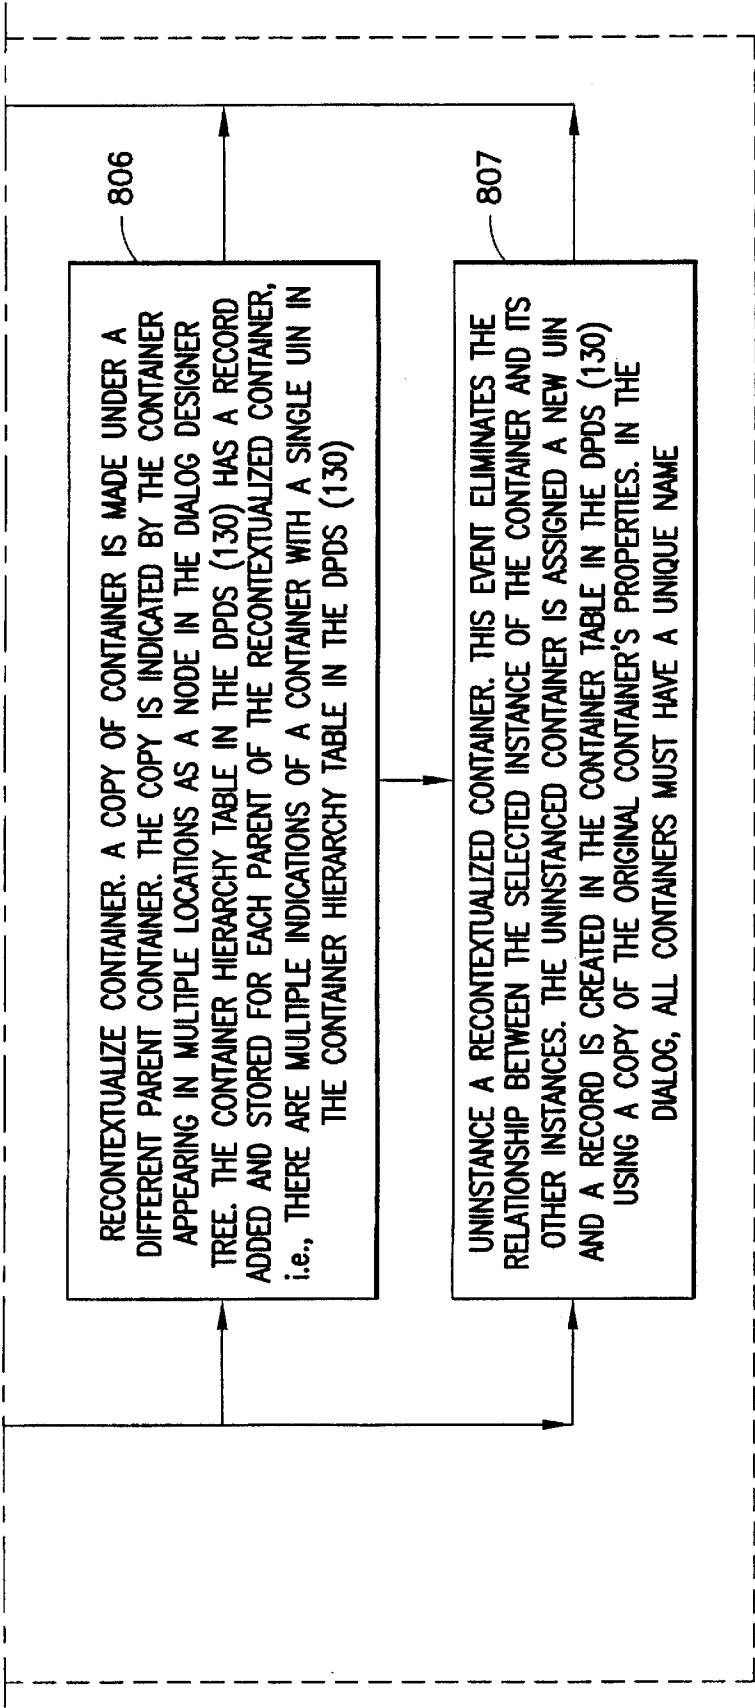 806
RECONTEXTUALIZE CONTAINER. A COPY OF CONTAINER IS MADE UNDER A
DIFFERENT PARENT CONTAINER. THE COPY IS INDICATED BY THE CONTAINER
APPEARING IN MULTIPLE LOCATIONS AS A NODE IN THE DIALOG DESIGNER
TREE. THE CONTAINER HIERARCHY TABLE IN THE DPDS (130) HAS A RECORD
ADDED AND STORED FOR EACH PARENT OF THE RECONTEXTUALIZED CONTAINER,
i.e., THERE ARE MULTIPLE INDICATIONS OF A CONTAINER WITH A SINGLE UIN IN
THE CONTAINER HIERARCHY TABLE IN THE DPDS (130)
807
UNINSTANCE A RECONTEXTUALIZED CONTAINER. THIS EVENT ELIMINATES THE
RELATIONSHIP BETWEEN THE SELECTED INSTANCE OF THE CONTAINER AND ITS
OTHER INSTANCES. THE UNINSTANCED CONTAINER IS ASSIGNED A NEW UIN
AND A RECORD IS CREATED IN THE CONTAINER TABLE IN THE DPDS (130)
USING A COPY OF THE ORIGINAL CONTAINER'S PROPERTIES. IN THE
DIALOG, ALL CONTAINERS MUST HAVE A UNIQUE NAME